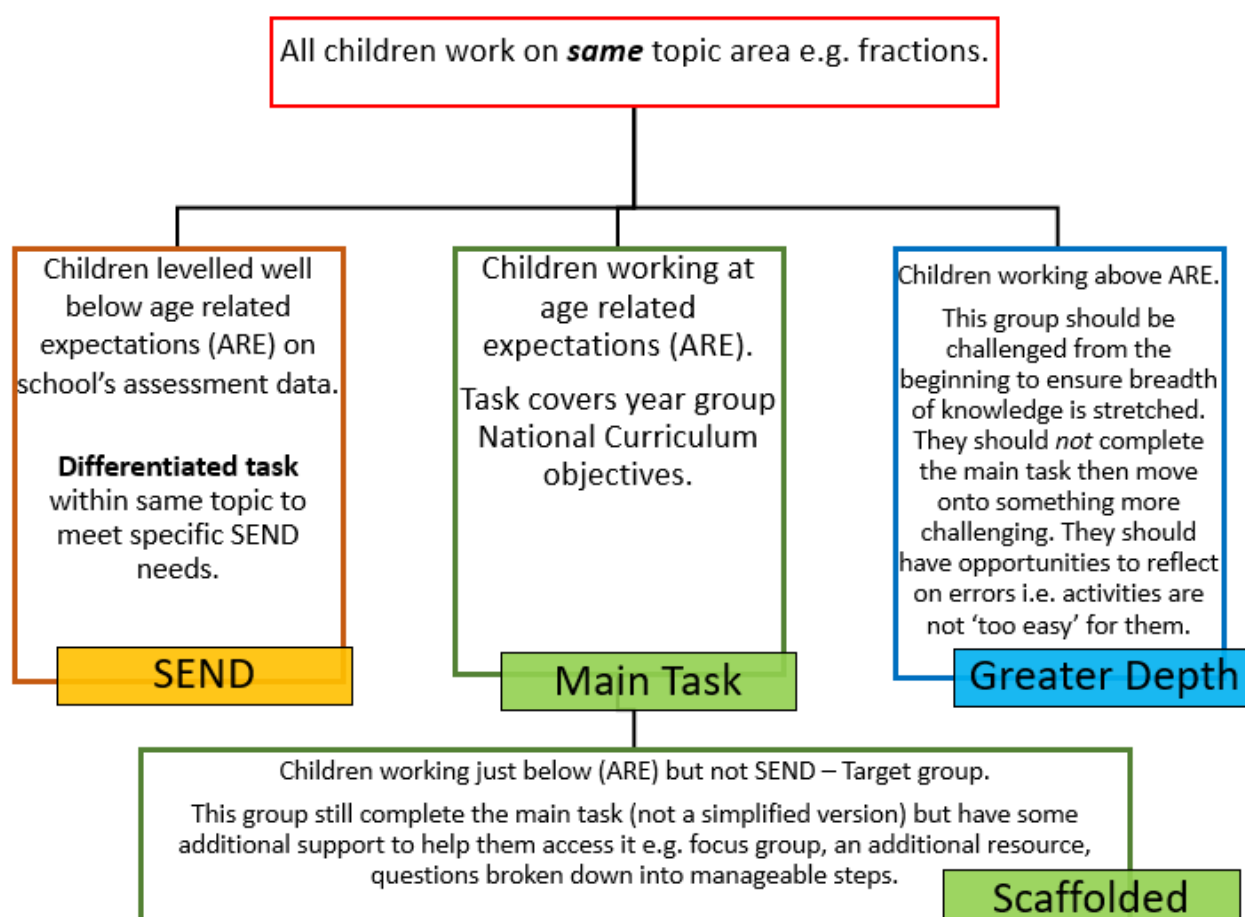 All children work on same topic area e.g. fractions.
Children levelled well
below age related
expectations (ARE) on
school's assessment data.
Differentiated task
within same topic to
meet specific SEND
needs.
SEND
Children working at
age related
expectations (ARE).
Task covers year group
National Curriculum
objectives.
Main Task
Children working above ARE.
This group should be
challenged from the
beginning to ensure breadth
of knowledge is stretched.
They should not complete
the main task then move
onto something more
challenging. They should
have opportunities to reflect
on errors i.e. activities are
not 'too easy' for them.
Greater Depth
Children working just below (ARE) but not SEND – Target group.
This group still complete the main task (not a simplified version) but have some
additional support to help them access it e.g. focus group, an additional resource,
questions broken down into manageable steps.
Scaffolded